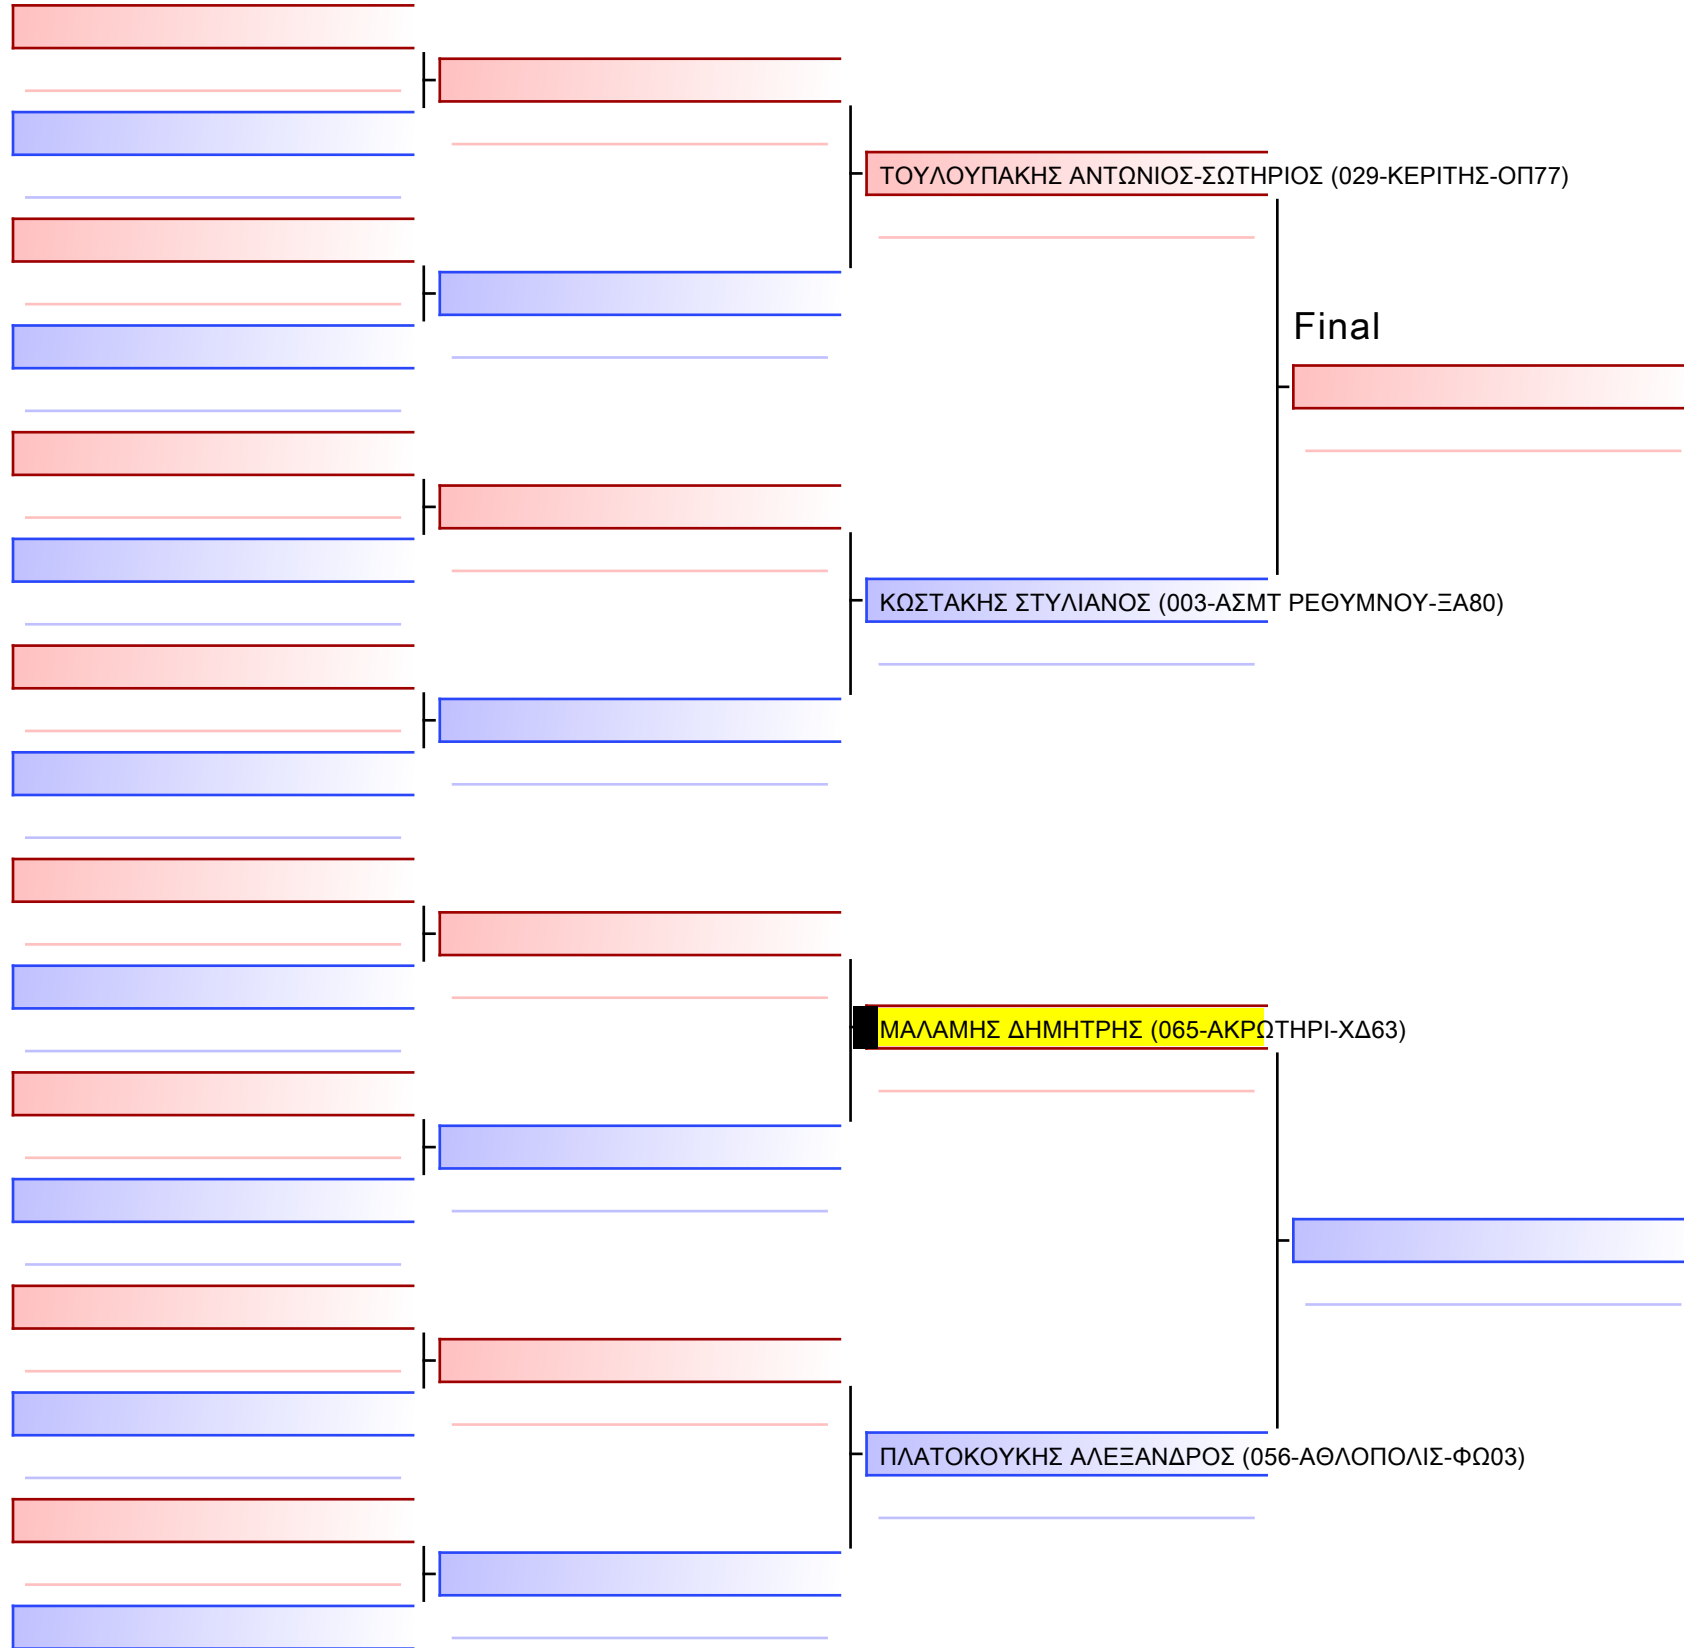 ΤΟΥΛΟΥΠΑΚΗΣ ΑΝΤΩΝΙΟΣ-ΣΩΤΗΡΙΟΣ (029-ΚΕΡΙΤΗΣ-ΟΠ77)
Final
ΚΩΣΤΑΚΗΣ ΣΤΥΛΙΑΝΟΣ (003-ΑΣΜΤ ΡΕΘΥΜΝΟΥ-ΞΑ80)
ΜΑΛΑΜΗΣ ΔΗΜΗΤΡΗΣ (065-ΑΚΡΩΤΗΡΙ-ΧΔ63)
ΠΛΑΤΟΚΟΥΚΗΣ ΑΛΕΞΑΝΔΡΟΣ (056-ΑΘΛΟΠΟΛΙΣ-ΦΩ03)